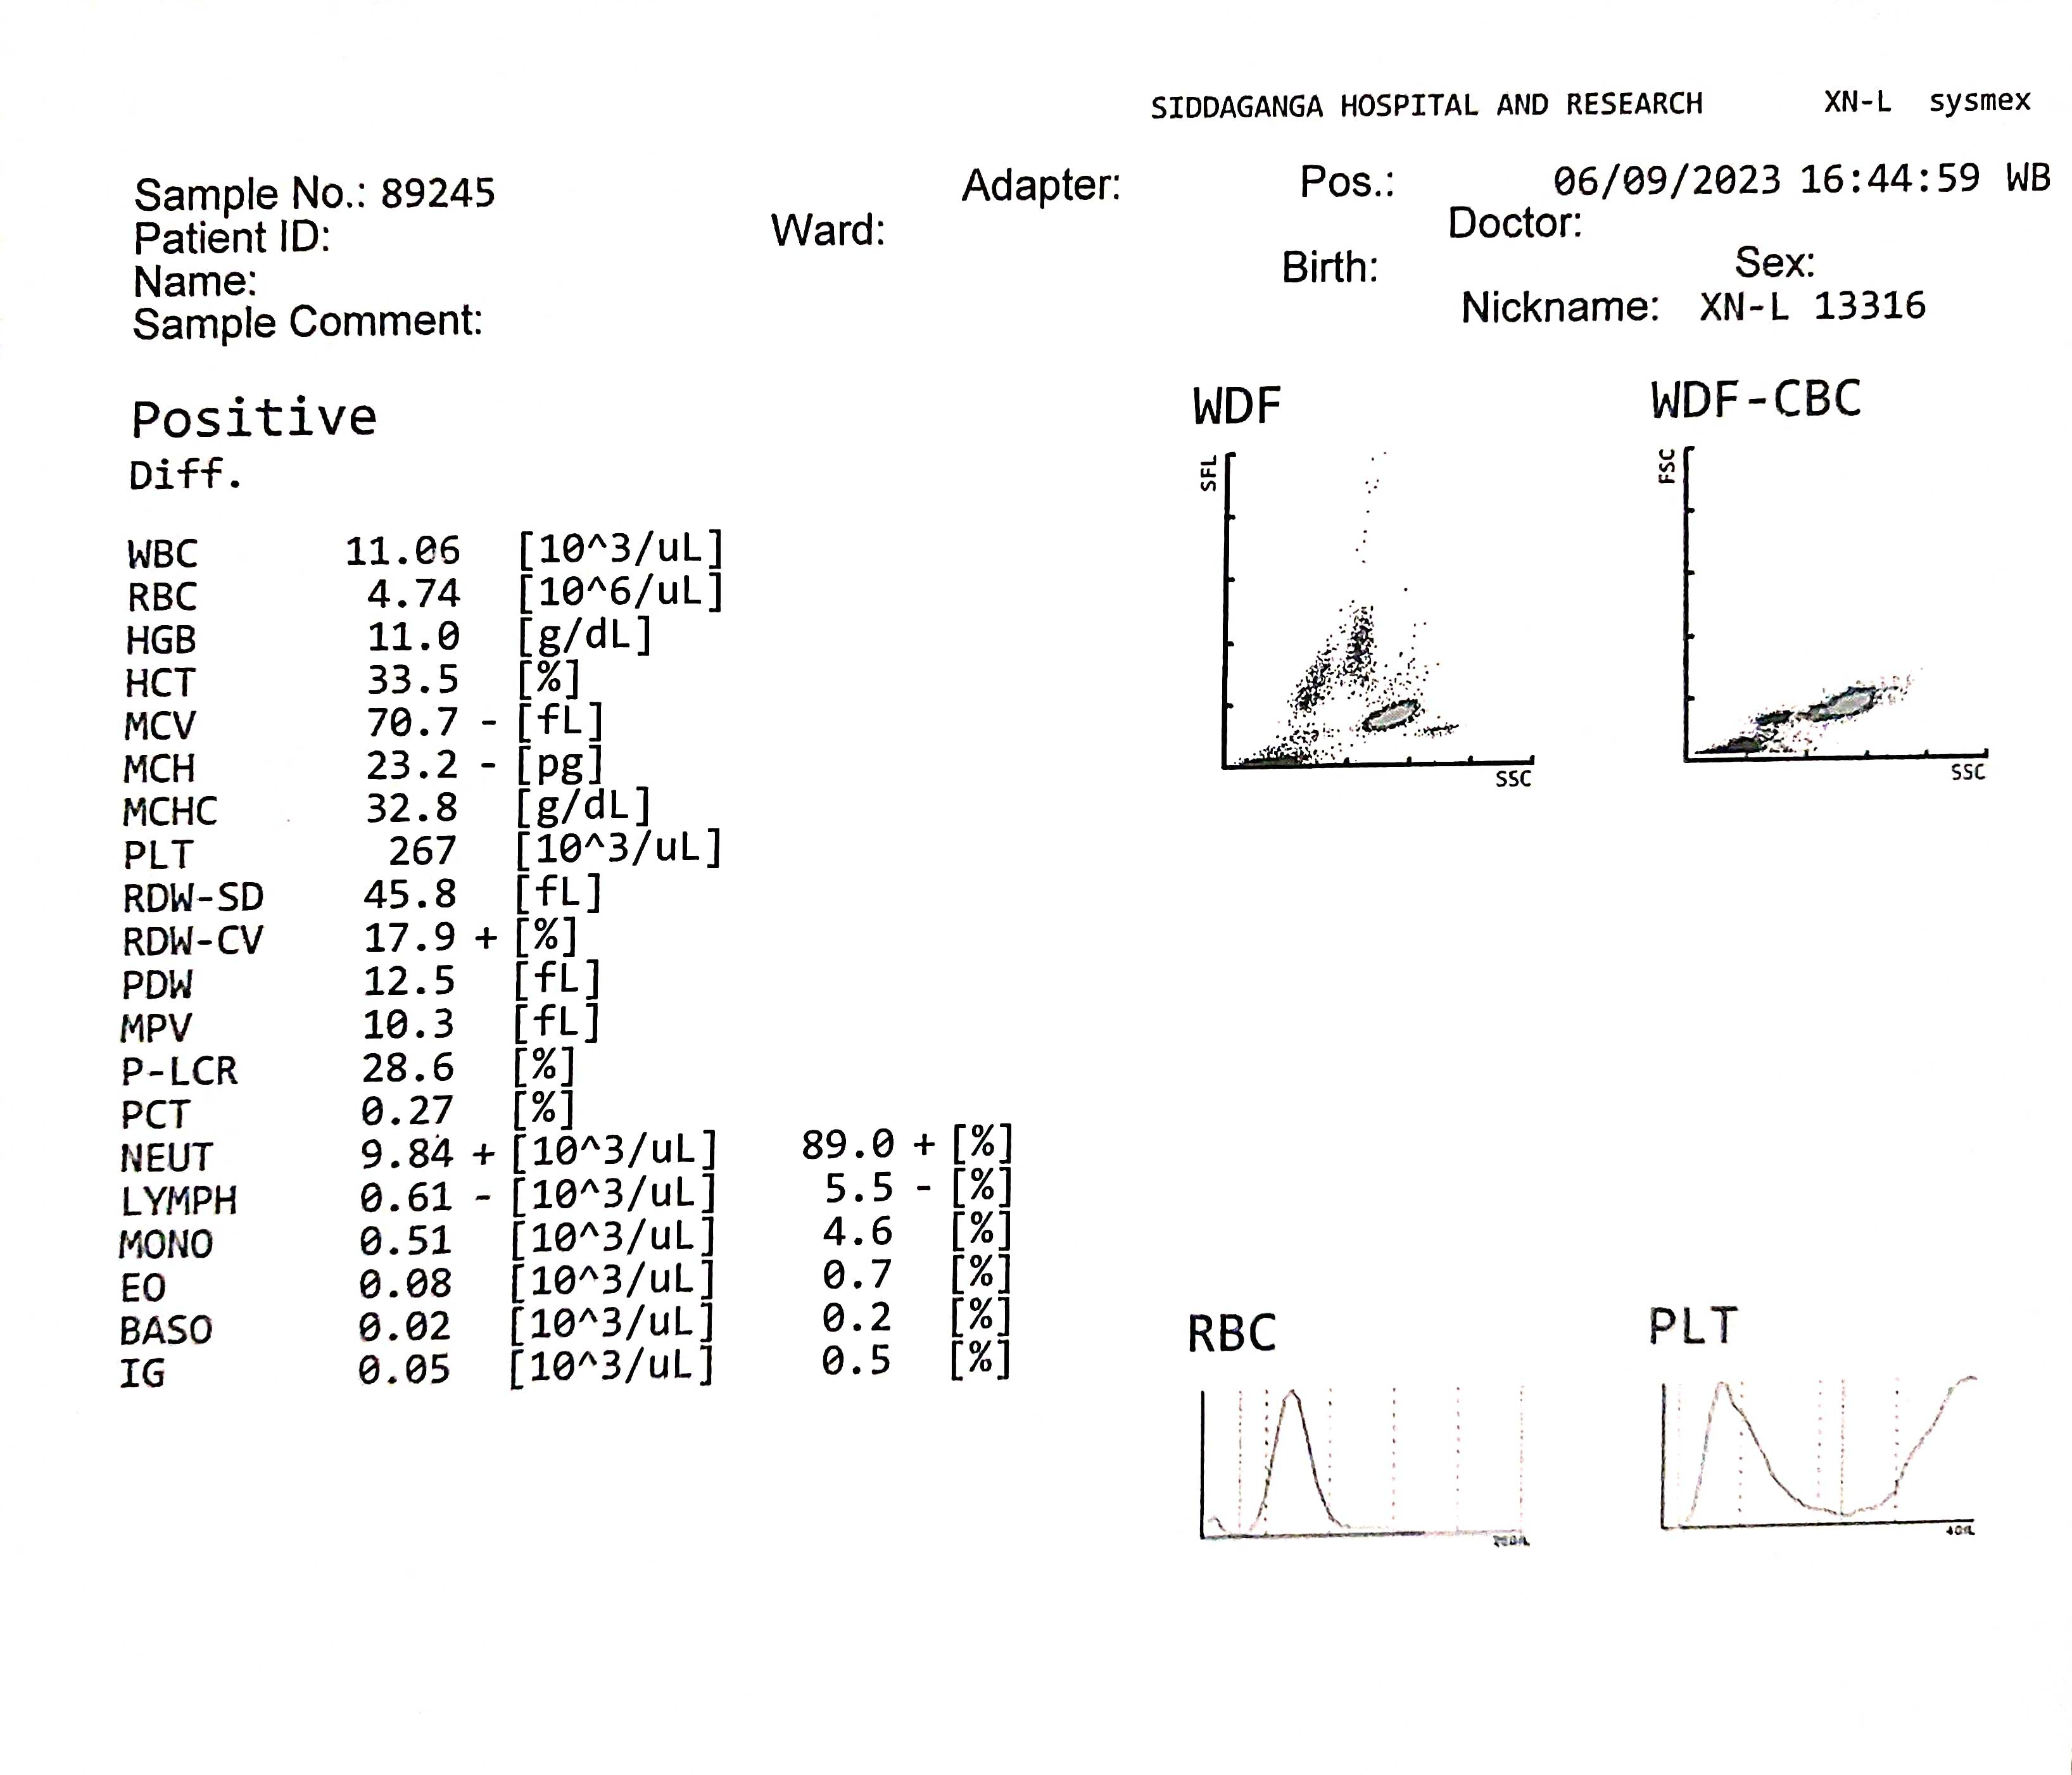 SIDDAGANGA HOSPITAL AND RESEARCH XN-L sysmex
Sample No.: 89245 Adapter: Pos.: 06/09/2023 16:44:59 WB
Patient ID: Ward: Doctor:
Name: Birth: Sex:
Sample Comment: Nickname: XN-L 13316
Positive
Diff.
WDF WDF-CBC
SFL FSC
SSC SSC
WBC 11.06 [10^3/uL]
RBC 4.74 [10^6/uL]
HGB 11.0 [g/dL]
HCT 33.5 [%]
MCV 70.7 - [fL]
MCH 23.2 - [pg]
MCHC 32.8 [g/dL]
PLT 267 [10^3/uL]
RDW-SD 45.8 [fL]
RDW-CV 17.9 + [%]
PDW 12.5 [fL]
MPV 10.3 [fL]
P-LCR 28.6 [%]
PCT 0.27 [%]
NEUT 9.84 + [10^3/uL] 89.0 + [%]
LYMPH 0.61 - [10^3/uL] 5.5 - [%]
MONO 0.51 [10^3/uL] 4.6 [%]
EO 0.08 [10^3/uL] 0.7 [%]
BASO 0.02 [10^3/uL] 0.2 [%]
IG 0.05 [10^3/uL] 0.5 [%]
RBC PLT